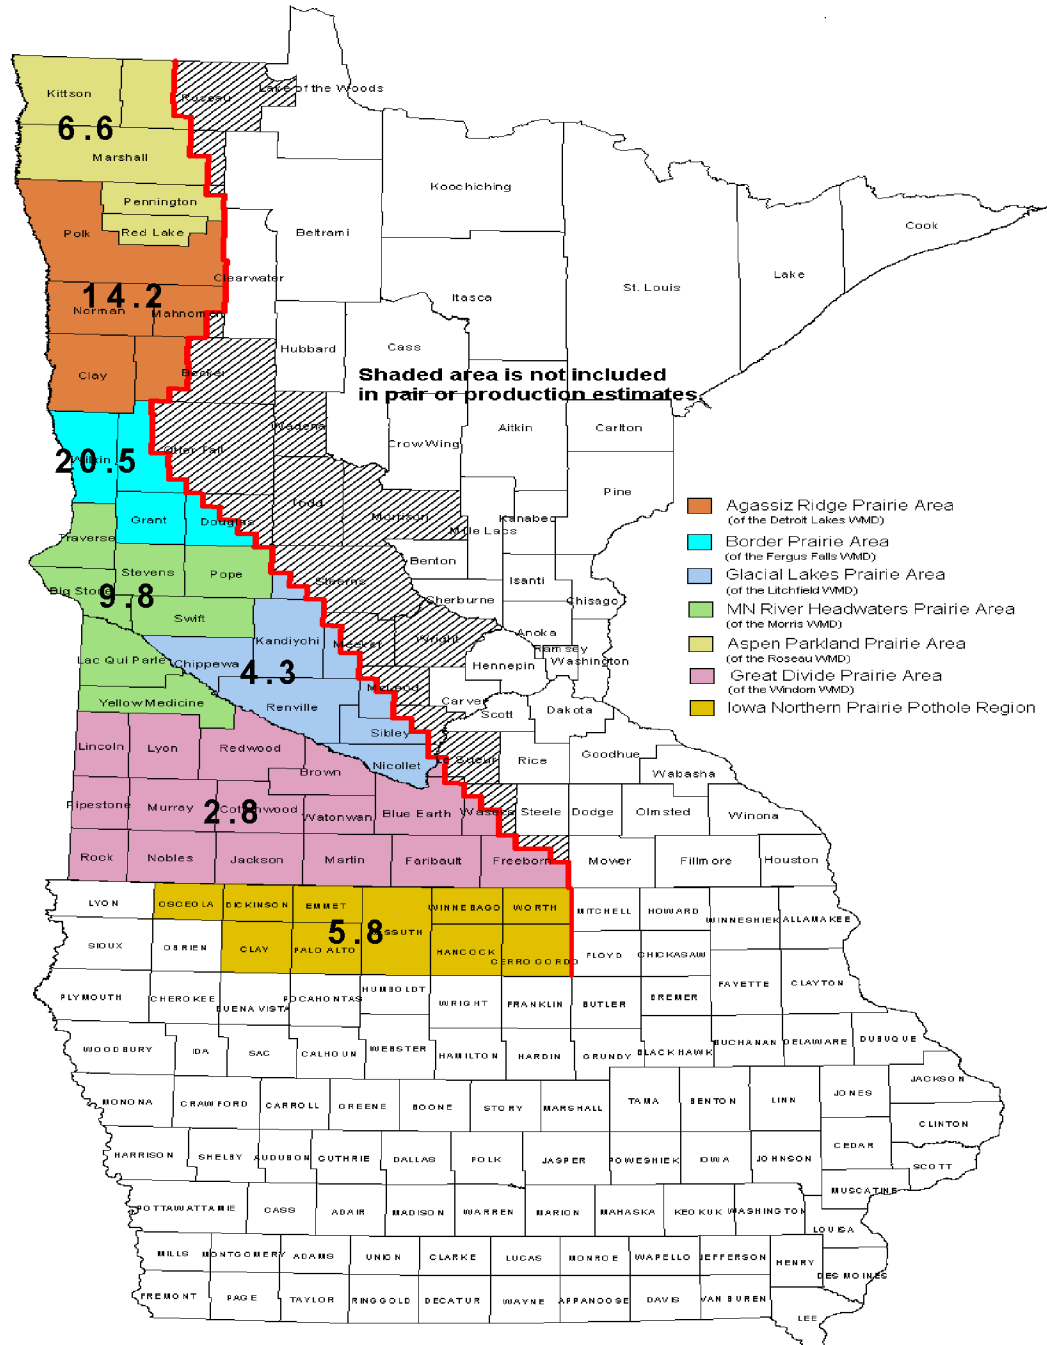 Kittson
Roseau
Lake of the Woods
6.6
Marshall
Koochiching
Pennington
Polk
Red Lake
Beltrami
Cook
Clearwater
Lake
St. Louis
14.2
Itasca
Norman
Mahnomen
Hubbard
Cass
Clay
Becker
Shaded area is not included
in pair or production estimates.
Wadena
Aitkin
Carlton
Crow Wing
Otter Tail
20.5
Wilkin
Pine
Todd
Morrison
Grant
Douglas
Kanabec
Mille Lacs
Traverse
Benton
Stevens
Pope
Stearns
Isanti
Big Stone
9.8
Sherburne
Chisago
Swift
Kandiyohi
Meeker
Wright
Anoka
Ramsey
Hennepin
Washington
Lac Qui Parle
Chippewa
4.3
McLeod
Carver
Yellow Medicine
Renville
Scott
Dakota
Sibley
Lincoln
Lyon
Redwood
Nicollet
Le Sueur
Rice
Goodhue
Brown
Wabasha
Pipestone
Murray
Cottonwood
2.8
Watonwan
Blue Earth
Waseca
Steele
Dodge
Olmsted
Winona
Rock
Nobles
Jackson
Martin
Faribault
Freeborn
Mower
Fillmore
Houston
Agassiz Ridge Prairie Area
(of the Detroit Lakes WMD)
Border Prairie Area
(of the Fergus Falls WMD)
Glacial Lakes Prairie Area
(of the Litchfield WMD)
MN River Headwaters Prairie Area
(of the Morris WMD)
Aspen Parkland Prairie Area
(of the Roseau WMD)
Great Divide Prairie Area
(of the Windom WMD)
Iowa Northern Prairie Pothole Region
LYON
OSCEOLA
DICKINSON
EMMET
WINNEBAGO
WORTH
MITCHELL
HOWARD
WINNESHIEK
ALLAMAKEE
SIOUX
OBRIEN
CLAY
PALO ALTO
5.8
KOSSUTH
HANCOCK
CERRO GORDO
FLOYD
CHICKASAW
PLYMOUTH
CHEROKEE
BUENA VISTA
POCAHONTAS
HUMBOLDT
WRIGHT
FRANKLIN
BUTLER
BREMER
FAYETTE
CLAYTON
WOODBURY
IDA
SAC
CALHOUN
WEBSTER
HAMILTON
HARDIN
GRUNDY
BLACK HAWK
BUCHANAN
DELAWARE
DUBUQUE
MONONA
CRAWFORD
CARROLL
GREENE
BOONE
STORY
MARSHALL
TAMA
BENTON
LINN
JONES
JACKSON
CLINTON
HARRISON
SHELBY
AUDUBON
GUTHRIE
DALLAS
POLK
JASPER
POWESHIEK
IOWA
JOHNSON
CEDAR
SCOTT
MUSCATINE
POTTAWATTAMIE
CASS
ADAIR
MADISON
WARREN
MARION
MAHASKA
KEOKUK
WASHINGTON
LOUISA
MILLS
MONTGOMERY
ADAMS
UNION
CLARKE
LUCAS
MONROE
WAPELLO
JEFFERSON
HENRY
DES MOINES
FREMONT
PAGE
TAYLOR
RINGGOLD
DECATUR
WAYNE
APPANOOSE
DAVIS
VAN BUREN
LEE